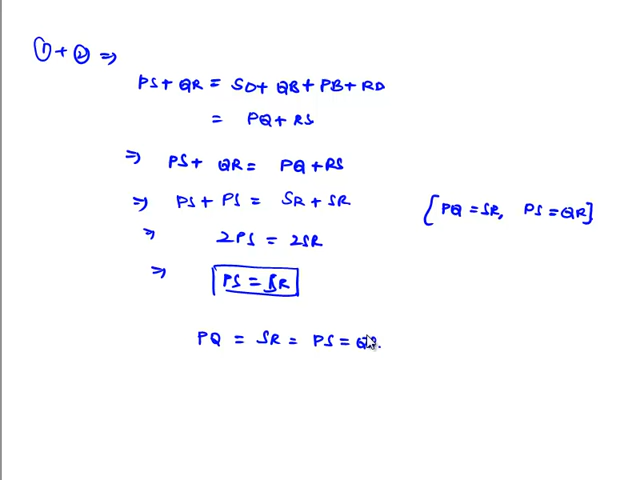 ① + ② ⇒
PS + QR = SD + QB + PB + RD
= PQ + RS
⇒ PS + QR = PQ + RS
⇒ PS + PS = SR + SR [PQ = SR, PS = QR]
⇒ 2PS = 2SR
⇒ PS = SR
PQ = SR = PS =